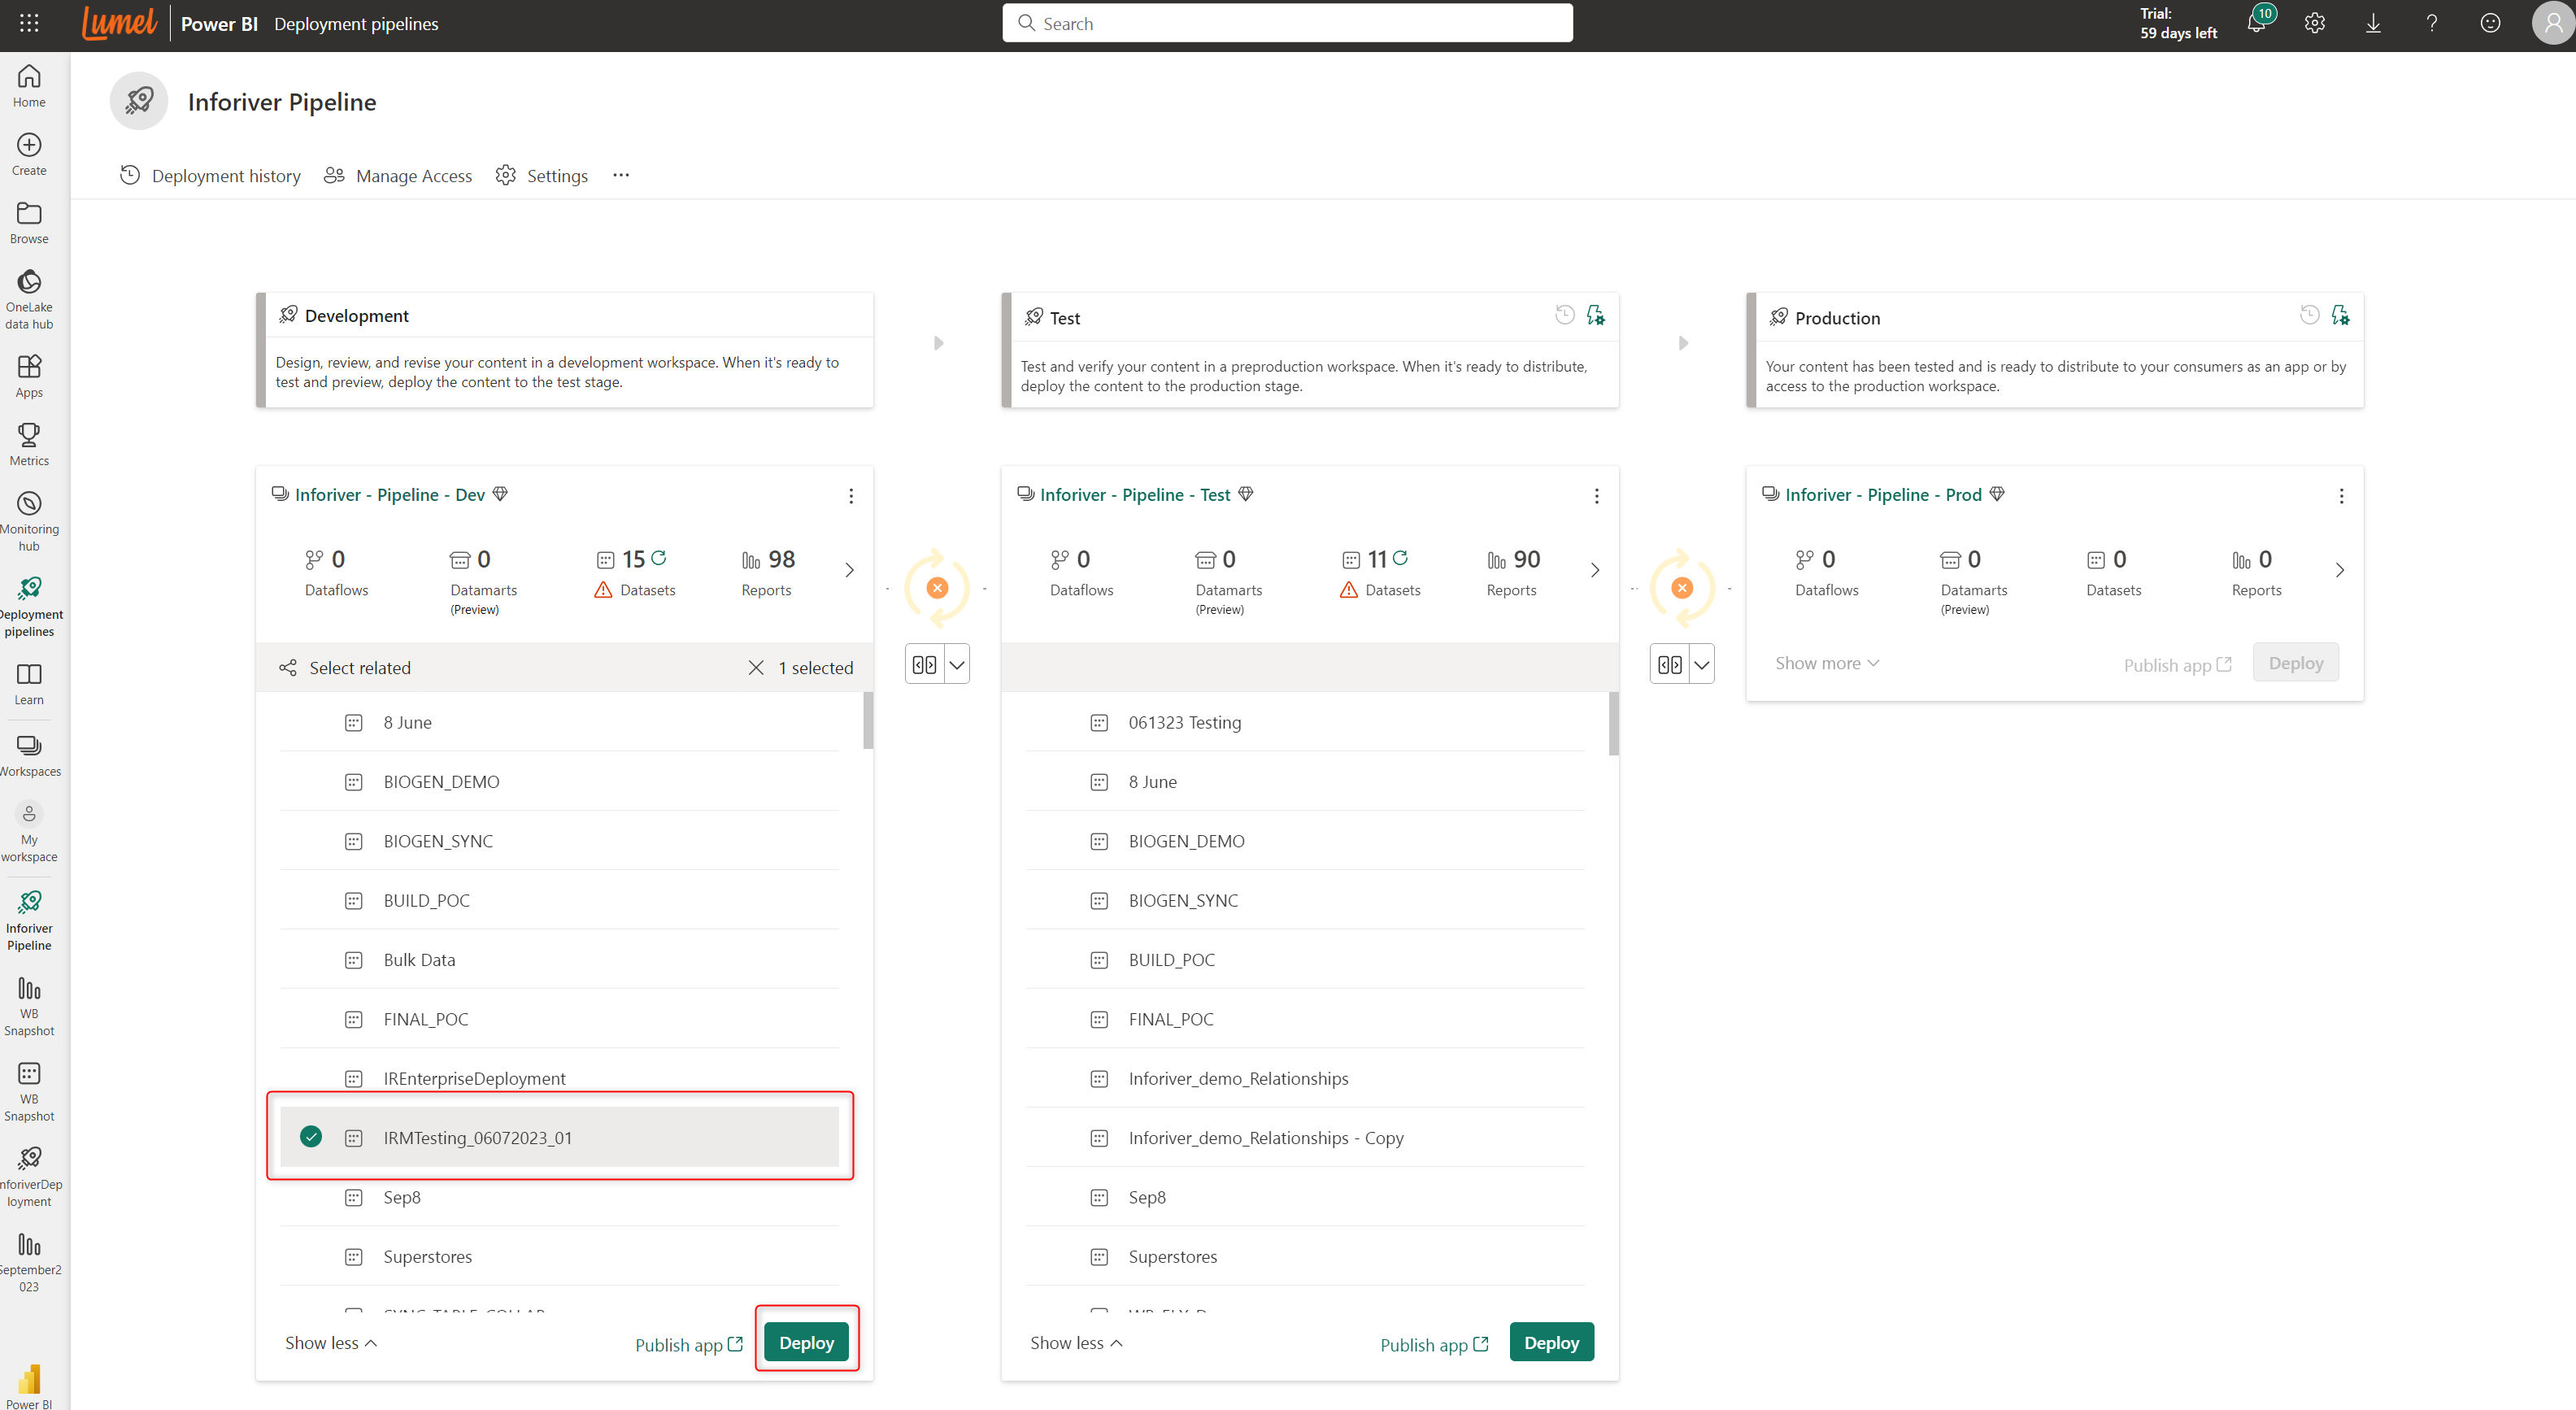 Lumel
Power BI
Deployment pipelines
Search
Trial:
59 days left
10
Home
Create
Browse
OneLake
data hub
Apps
Metrics
Monitoring
hub
Deployment
pipelines
Learn
Workspaces
My
workspace
Inforiver
Pipeline
WB
Snapshot
WB
Snapshot
nforiverDep
loyment
September2
023
Power BI
Inforiver Pipeline
Deployment history
Manage Access
Settings
Development
Design, review, and revise your content in a development workspace. When it's ready to
test and preview, deploy the content to the test stage.
Test
Test and verify your content in a preproduction workspace. When it's ready to distribute,
deploy the content to the production stage.
Production
Your content has been tested and is ready to distribute to your consumers as an app or by
access to the production workspace.
Inforiver - Pipeline - Dev
0 0 15 98
Dataflows Datamarts Datasets Reports
(Preview)
Select related
1 selected
8 June
BIOGEN_DEMO
BIOGEN_SYNC
BUILD_POC
Bulk Data
FINAL_POC
IREnterpriseDeployment
IRMTesting_06072023_01
Sep8
Superstores
Show less
Publish app
Deploy
Inforiver - Pipeline - Test
0 0 11 90
Dataflows Datamarts Datasets Reports
(Preview)
061323 Testing
8 June
BIOGEN_DEMO
BIOGEN_SYNC
BUILD_POC
FINAL_POC
Inforiver_demo_Relationships
Inforiver_demo_Relationships - Copy
Sep8
Superstores
Show less
Publish app
Deploy
Inforiver - Pipeline - Prod
0 0 0 0
Dataflows Datamarts Datasets Reports
(Preview)
Show more
Publish app
Deploy